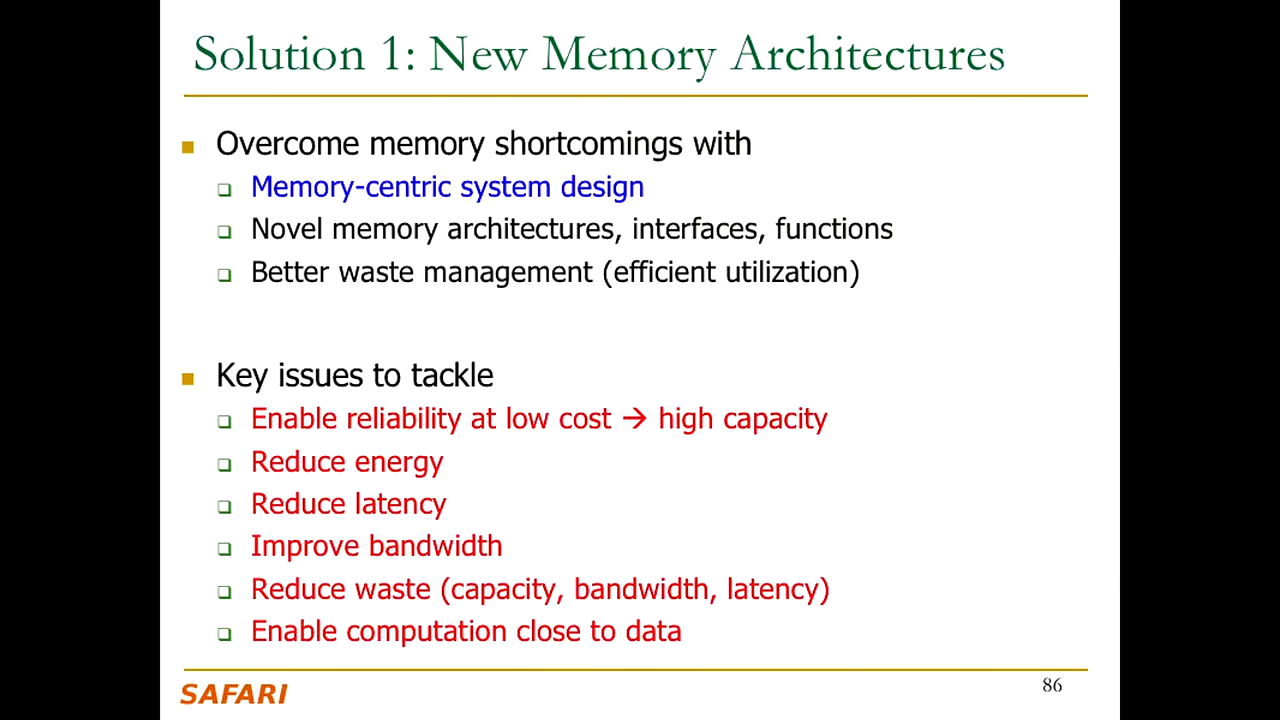 Solution 1: New Memory Architectures
Overcome memory shortcomings with
Memory-centric system design
Novel memory architectures, interfaces, functions
Better waste management (efficient utilization)
Key issues to tackle
Enable reliability at low cost → high capacity
Reduce energy
Reduce latency
Improve bandwidth
Reduce waste (capacity, bandwidth, latency)
Enable computation close to data
SAFARI
86